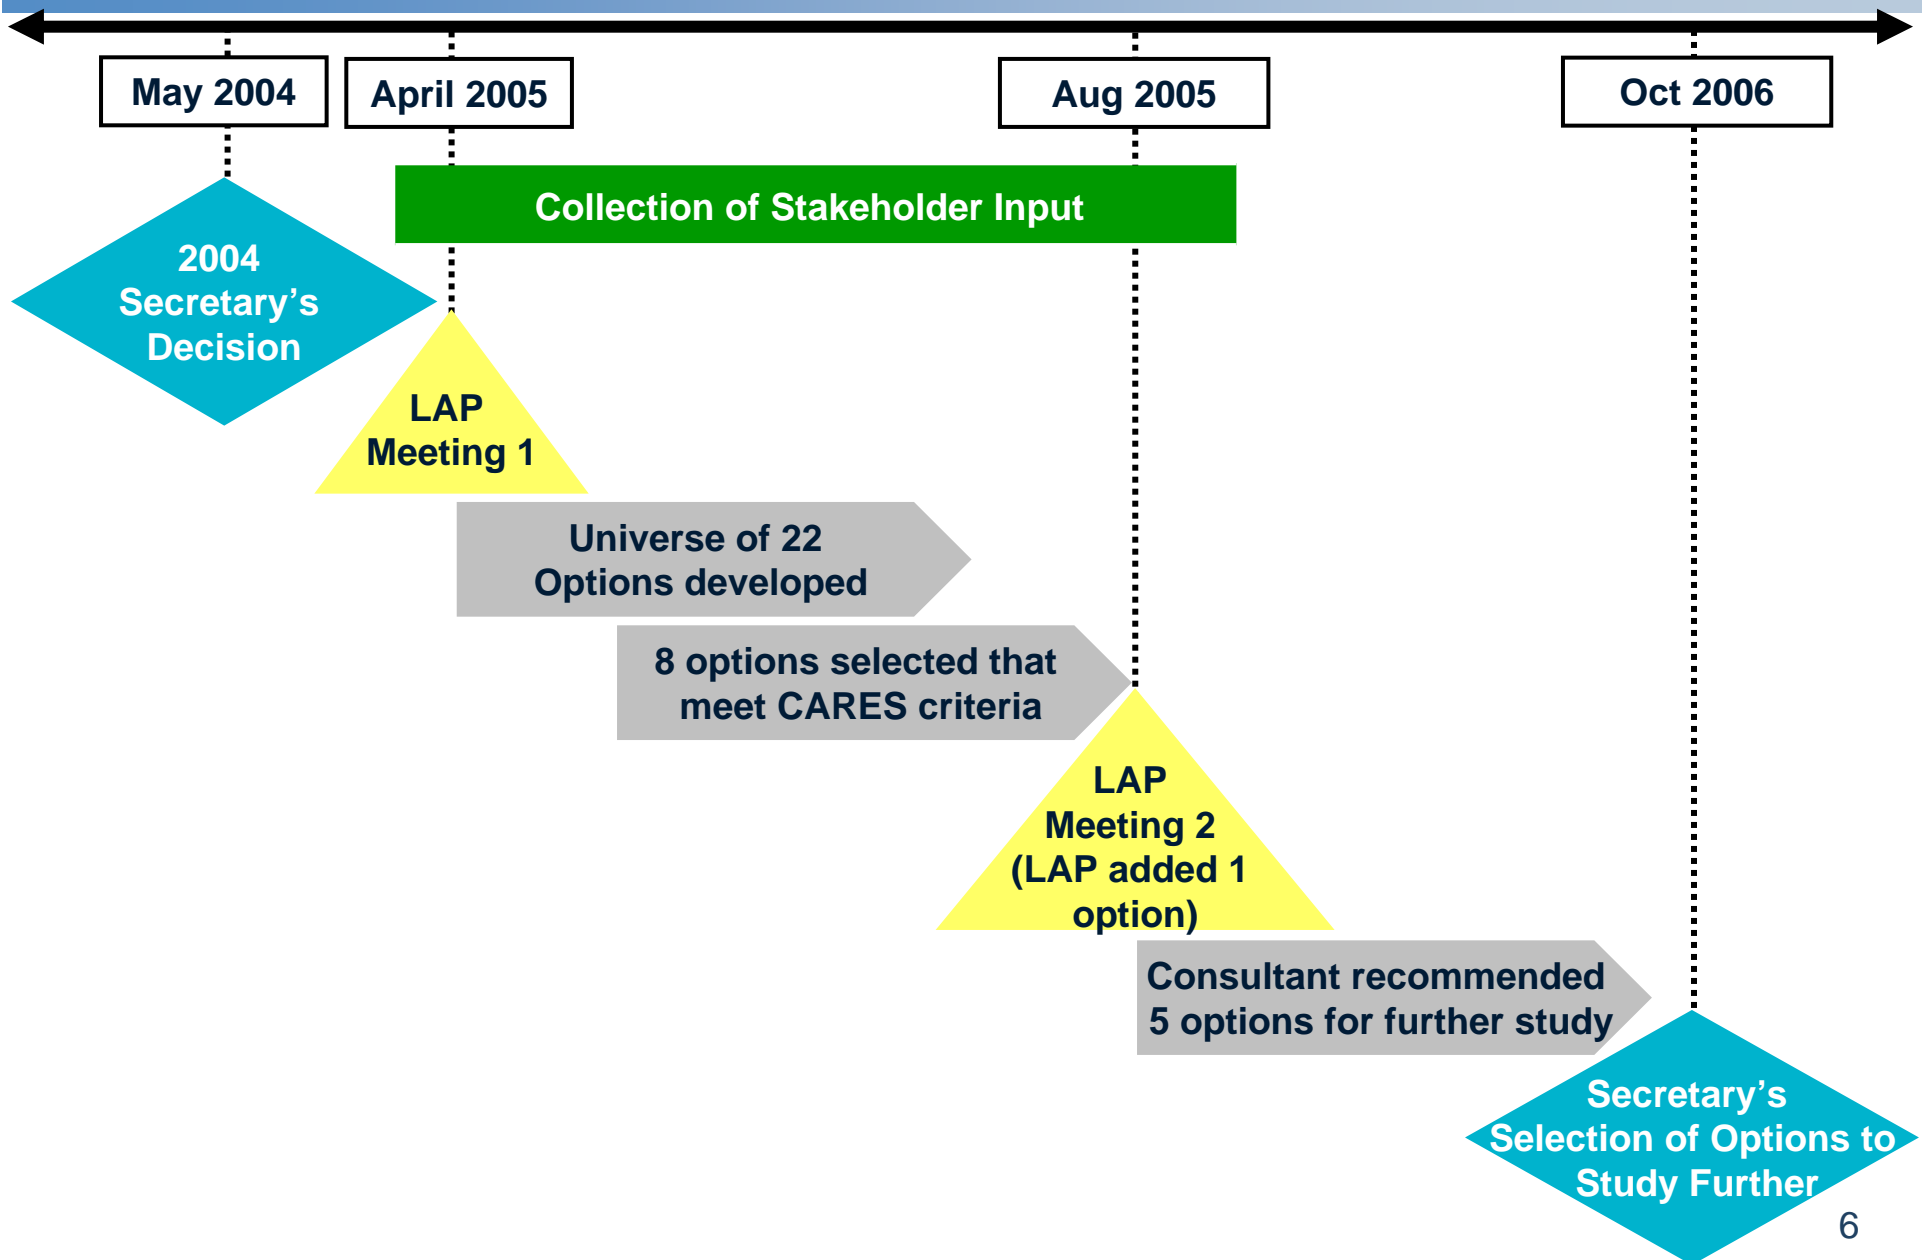 May 2004
April 2005
Aug 2005
Oct 2006
Collection of Stakeholder Input
2004
Secretary’s
Decision
LAP
Meeting 1
Universe of 22
Options developed
8 options selected that
meet CARES criteria
LAP
Meeting 2
(LAP added 1
option)
Consultant recommended
5 options for further study
Secretary’s
Selection of Options to
Study Further
6